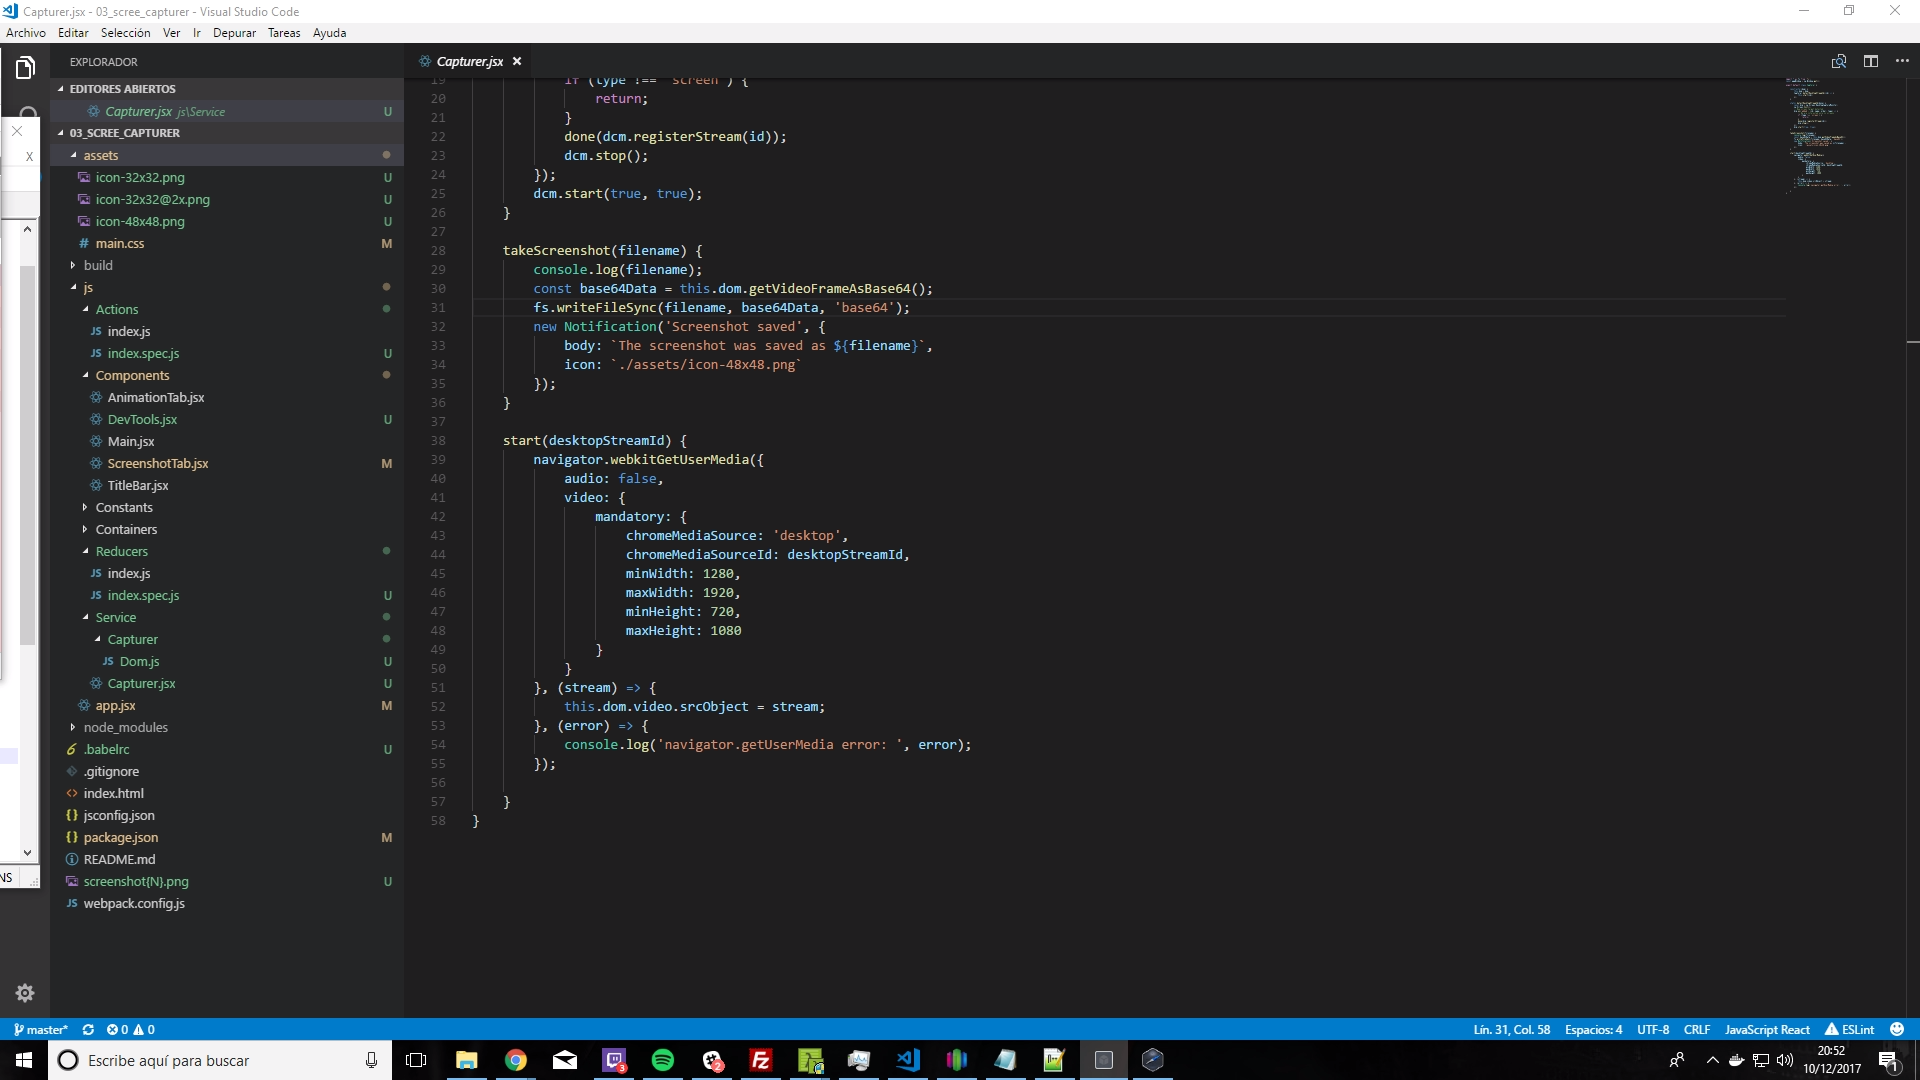 Capturer.jsx - 03_scree_capturer - Visual Studio Code
Archivo Editar Selección Ver Ir Depurar Tareas Ayuda
EXPLORADOR
EDITORES ABIERTOS
Capturer.jsx js\Service U
03_SCREE_CAPTURER
assets
icon-32x32.png U
icon-32x32@2x.png U
icon-48x48.png U
# main.css M
build
js
Actions
JS index.js
JS index.spec.js U
Components
AnimationTab.jsx
DevTools.jsx U
Main.jsx
ScreenshotTab.jsx M
TitleBar.jsx
Constants
Containers
Reducers
JS index.js
JS index.spec.js U
Service
Capturer
JS Dom.js U
Capturer.jsx U
app.jsx M
node_modules
.babelrc U
.gitignore
index.html
jsconfig.json
package.json M
README.md
screenshot{N}.png U
JS webpack.config.js
X
NS
Capturer.jsx
19 if (type !== 'screen') {
20 return;
21 }
22 done(dcm.registerStream(id));
23 dcm.stop();
24 });
25 dcm.start(true, true);
26 }
27
28 takeScreenshot(filename) {
29 console.log(filename);
30 const base64Data = this.dom.getVideoFrameAsBase64();
31 fs.writeFileSync(filename, base64Data, 'base64');
32 new Notification('Screenshot saved', {
33 body: `The screenshot was saved as ${filename}`,
34 icon: `./assets/icon-48x48.png`
35 });
36 }
37
38 start(desktopStreamId) {
39 navigator.webkitGetUserMedia({
40 audio: false,
41 video: {
42 mandatory: {
43 chromeMediaSource: 'desktop',
44 chromeMediaSourceId: desktopStreamId,
45 minWidth: 1280,
46 maxWidth: 1920,
47 minHeight: 720,
48 maxHeight: 1080
49 }
50 }
51 }, (stream) => {
52 this.dom.video.srcObject = stream;
53 }, (error) => {
54 console.log('navigator.getUserMedia error: ', error);
55 });
56
57 }
58 }
master* 0 0 Lín. 31, Col. 58 Espacios: 4 UTF-8 CRLF JavaScript React ESLint
Escribe aquí para buscar
3
2
Fz
20:52
10/12/2017
1